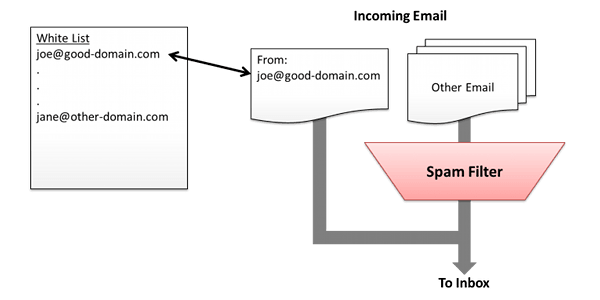 Incoming Email
White List
joe@good-domain.com
.
.
.
jane@other-domain.com
From:
joe@good-domain.com
Other Email
Spam Filter
To Inbox